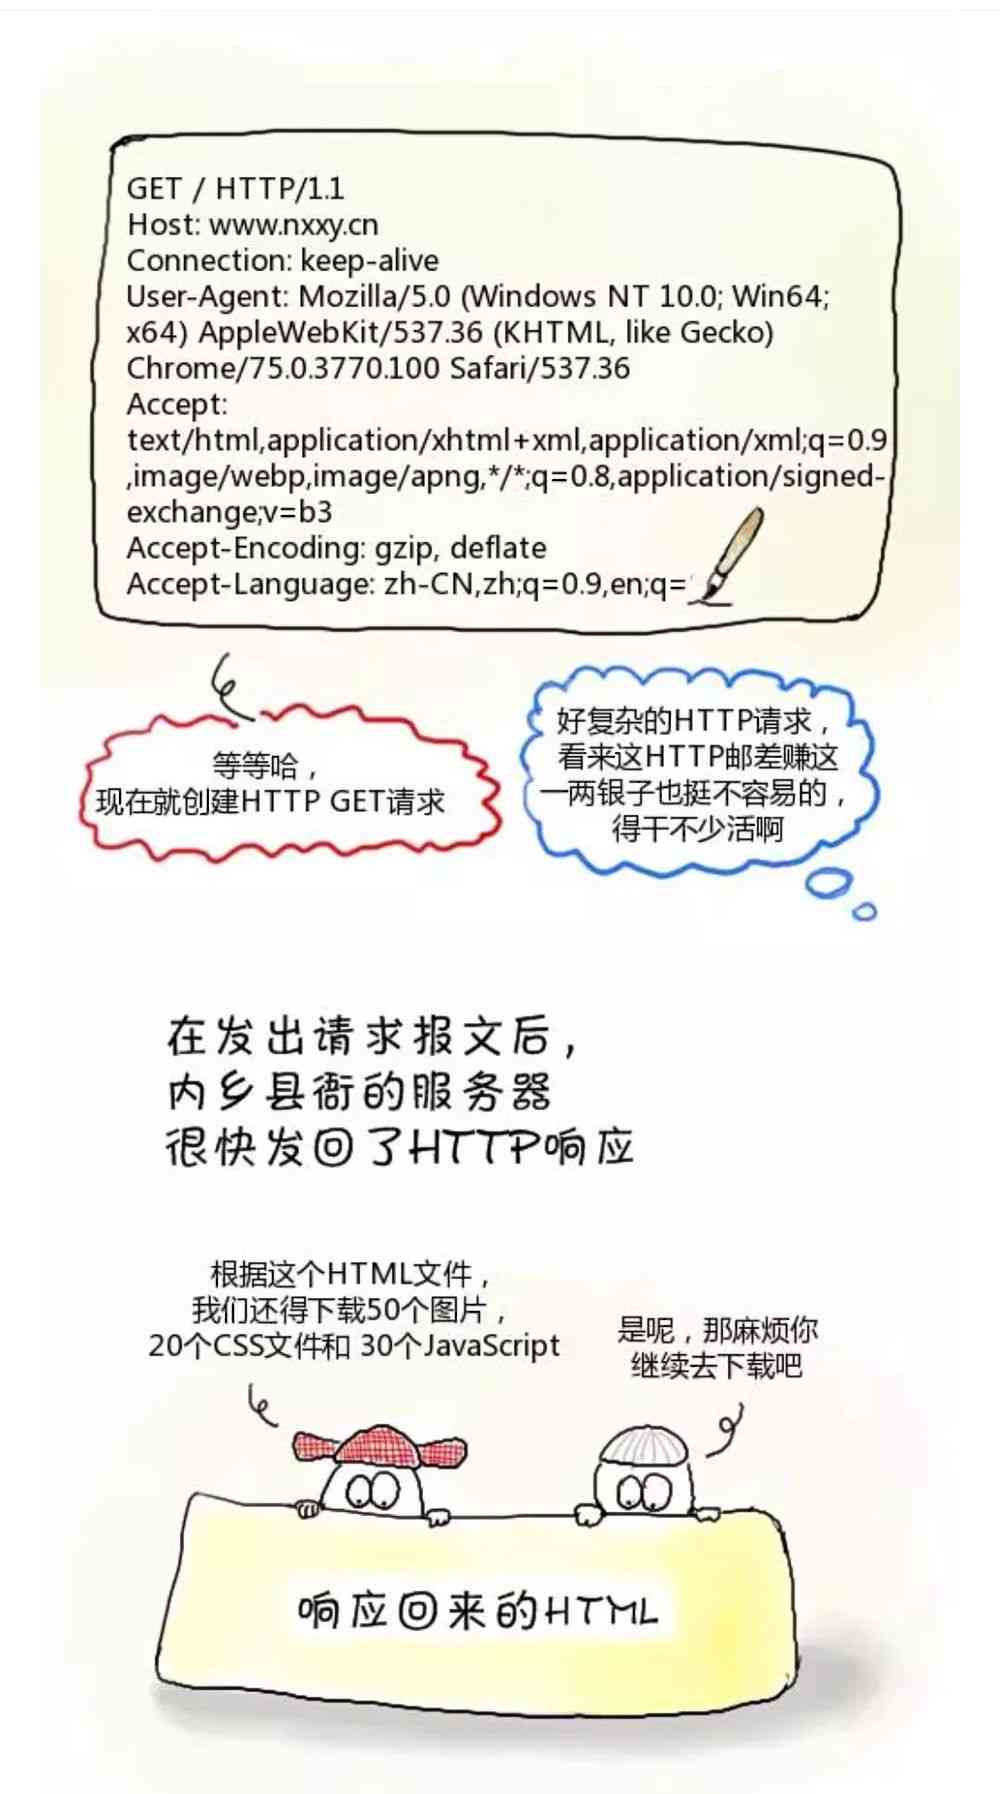 GET / HTTP/1.1
Host: www.nxxy.cn
Connection: keep-alive
User-Agent: Mozilla/5.0 (Windows NT 10.0; Win64;
x64) AppleWebKit/537.36 (KHTML, like Gecko)
Chrome/75.0.3770.100 Safari/537.36
Accept:
text/html,application/xhtml+xml,application/xml;q=0.9
,image/webp,image/apng,*/*;q=0.8,application/signed-
exchange;v=b3
Accept-Encoding: gzip, deflate
Accept-Language: zh-CN,zh;q=0.9,en;q=
等等哈，
现在就创建HTTP GET请求
好复杂的HTTP请求，
看来这HTTP邮差赚这
一两银子也挺不容易的，
得干不少活啊
在发出请求报文后，
内乡县衙的服务器
很快发回了HTTP响应
根据这个HTML文件，
我们还得下载50个图片，
20个CSS文件和 30个JavaScript
是呢，那麻烦你
继续去下载吧
响应回来的HTML